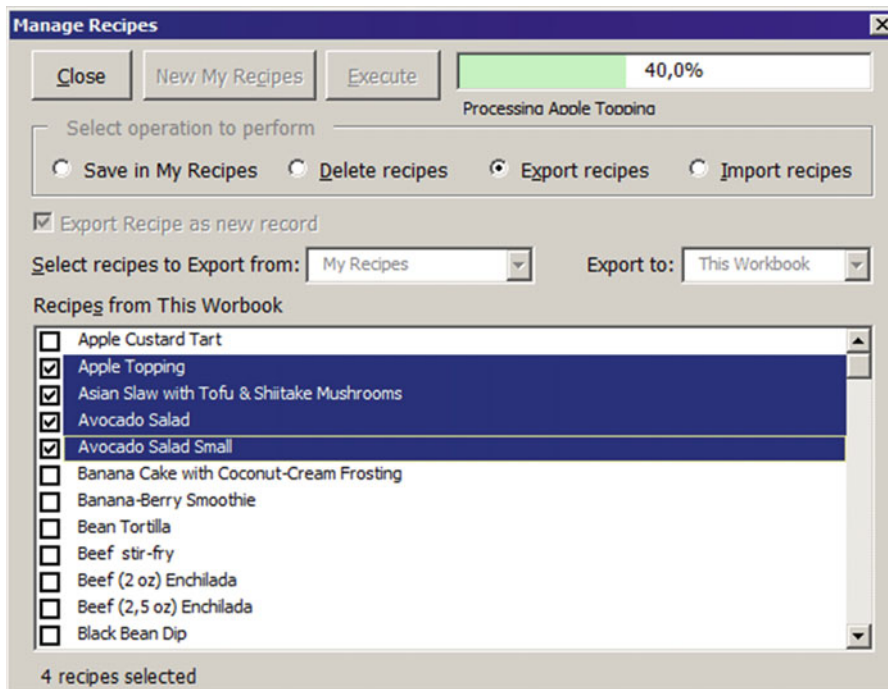 Manage Recipes
Close New My Recipes Execute 40,0%
Processing Apple Topping
Select operation to perform
Save in My Recipes Delete recipes Export recipes Import recipes
Export Recipe as new record
Select recipes to Export from: My Recipes Export to: This Workbook
Recipes from This Worbook
Apple Custard Tart
Apple Topping
Asian Slaw with Tofu & Shiitake Mushrooms
Avocado Salad
Avocado Salad Small
Banana Cake with Coconut-Cream Frosting
Banana-Berry Smoothie
Bean Tortilla
Beef stir-fry
Beef (2 oz) Enchilada
Beef (2,5 oz) Enchilada
Black Bean Dip
4 recipes selected